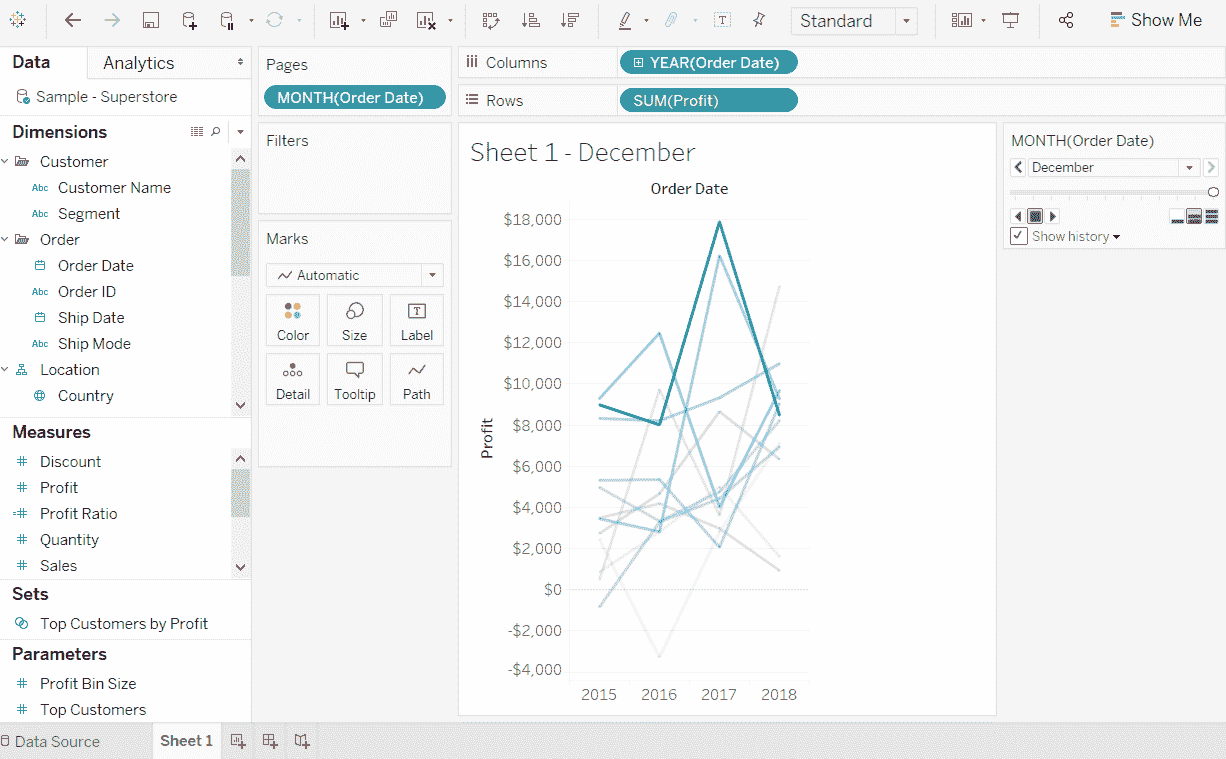 Standard
Show Me
Data
Analytics
Sample - Superstore
Dimensions
Customer
Abc Customer Name
Abc Segment
Order
Order Date
Abc Order ID
Ship Date
Abc Ship Mode
Location
Country
Measures
# Discount
# Profit
=# Profit Ratio
# Quantity
# Sales
Sets
Top Customers by Profit
Parameters
# Profit Bin Size
# Top Customers
Pages
MONTH(Order Date)
Filters
Marks
Automatic
Color
Size
T
Label
Detail
Tooltip
Path
Columns
YEAR(Order Date)
Rows
SUM(Profit)
Sheet 1 - December
Order Date
Profit
$18,000
$16,000
$14,000
$12,000
$10,000
$8,000
$6,000
$4,000
$2,000
$0
-$2,000
-$4,000
2015 2016 2017 2018
MONTH(Order Date)
December
Show history
Data Source
Sheet 1